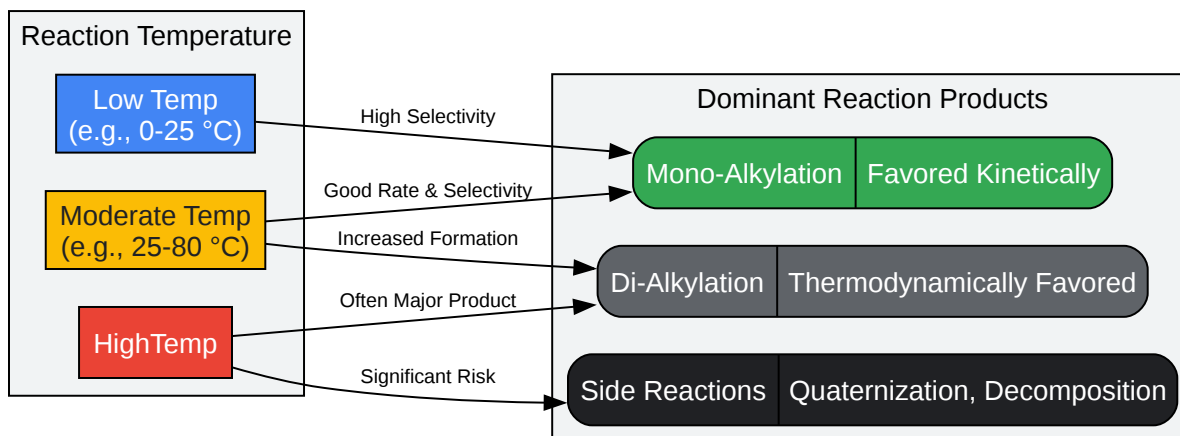 Reaction Temperature
Low Temp
(e.g., 0-25 °C)
Moderate Temp
(e.g., 25-80 °C)
HighTemp
High Selectivity
Good Rate & Selectivity
Increased Formation
Often Major Product
Significant Risk
Dominant Reaction Products
Mono-Alkylation
Favored Kinetically
Di-Alkylation
Thermodynamically Favored
Side Reactions
Quaternization, Decomposition